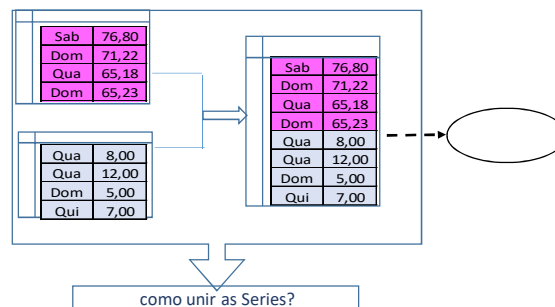 Sab 76,80
Dom 71,22
Qua 65,18
Dom 65,23
Qua 8,00
Qua 12,00
Dom 5,00
Qui 7,00
Sab 76,80
Dom 71,22
Qua 65,18
Dom 65,23
Qua 8,00
Qua 12,00
Dom 5,00
Qui 7,00
como unir as Series?